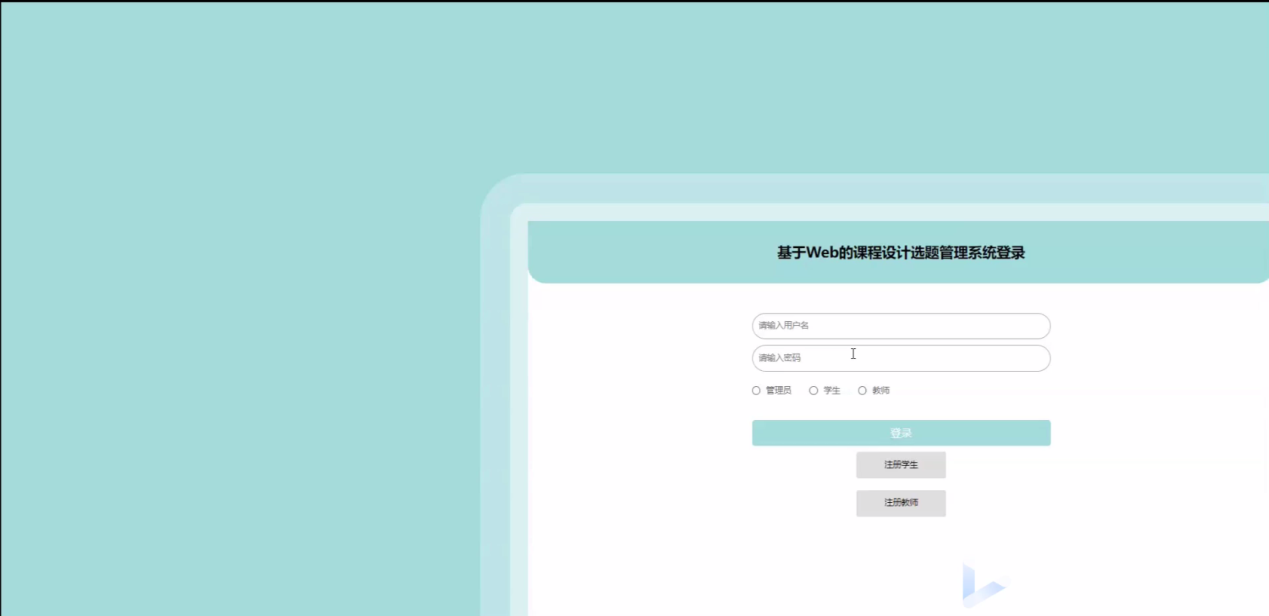 基于Web的课程设计选题管理系统登录
请输入用户名
请输入密码
管理员 学生 教师
登录
注册学生
注册教师